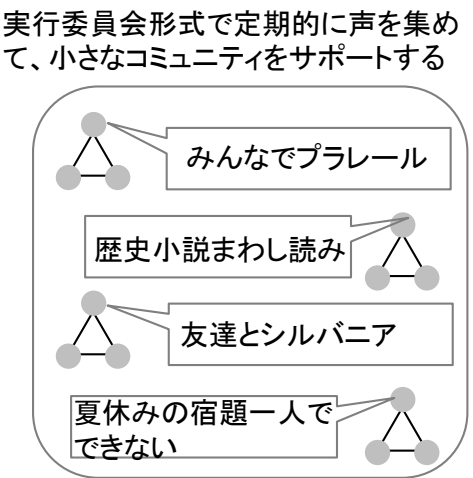 実行委員会形式で定期的に声を集め
て、小さなコミュニティをサポートする
みんなでプラレール
歴史小説まわし読み
友達とシルバニア
夏休みの宿題一人で
できない